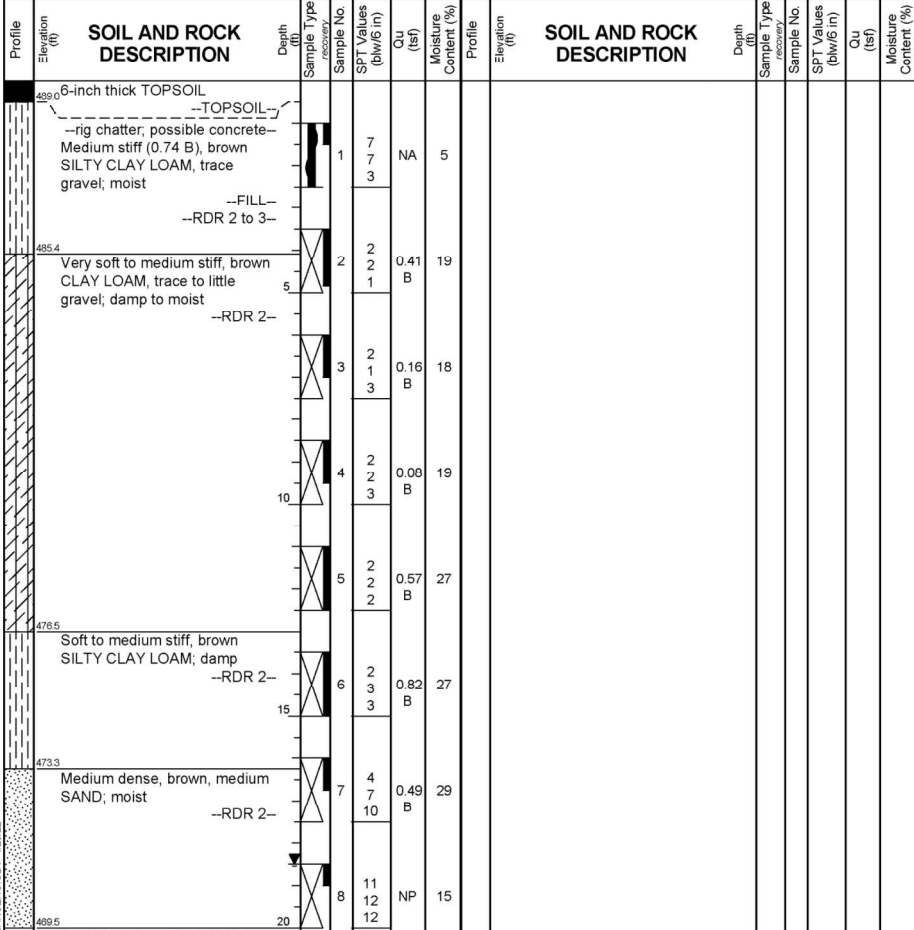 Profile
Elevation
(ft)
SOIL AND ROCK
DESCRIPTION
Depth
(ft)
Sample Type
recovery
Sample No.
SPT Values
(blw/6 in)
Qu
(tsf)
Moisture
Content (%)
Profile
Elevation
(ft)
SOIL AND ROCK
DESCRIPTION
Depth
(ft)
Sample Type
recovery
Sample No.
SPT Values
(blw/6 in)
Qu
(tsf)
Moisture
Content (%)
6-inch thick TOPSOIL
489.0
--TOPSOIL--
--rig chatter; possible concrete--
Medium stiff (0.74 B), brown
SILTY CLAY LOAM, trace
gravel; moist
1
7
7
3
NA
5
--FILL--
--RDR 2 to 3--
485.4
Very soft to medium stiff, brown
CLAY LOAM, trace to little
gravel; damp to moist
5
2
2
2
1
0.41
B
19
--RDR 2--
3
2
1
3
0.16
B
18
10
4
2
2
3
0.08
B
19
5
2
2
2
0.57
B
27
476.5
Soft to medium stiff, brown
SILTY CLAY LOAM; damp
--RDR 2--
15
6
2
3
3
0.82
B
27
473.3
Medium dense, brown, medium
SAND; moist
--RDR 2--
7
4
7
10
0.49
B
29
8
11
12
12
NP
15
469.5
20